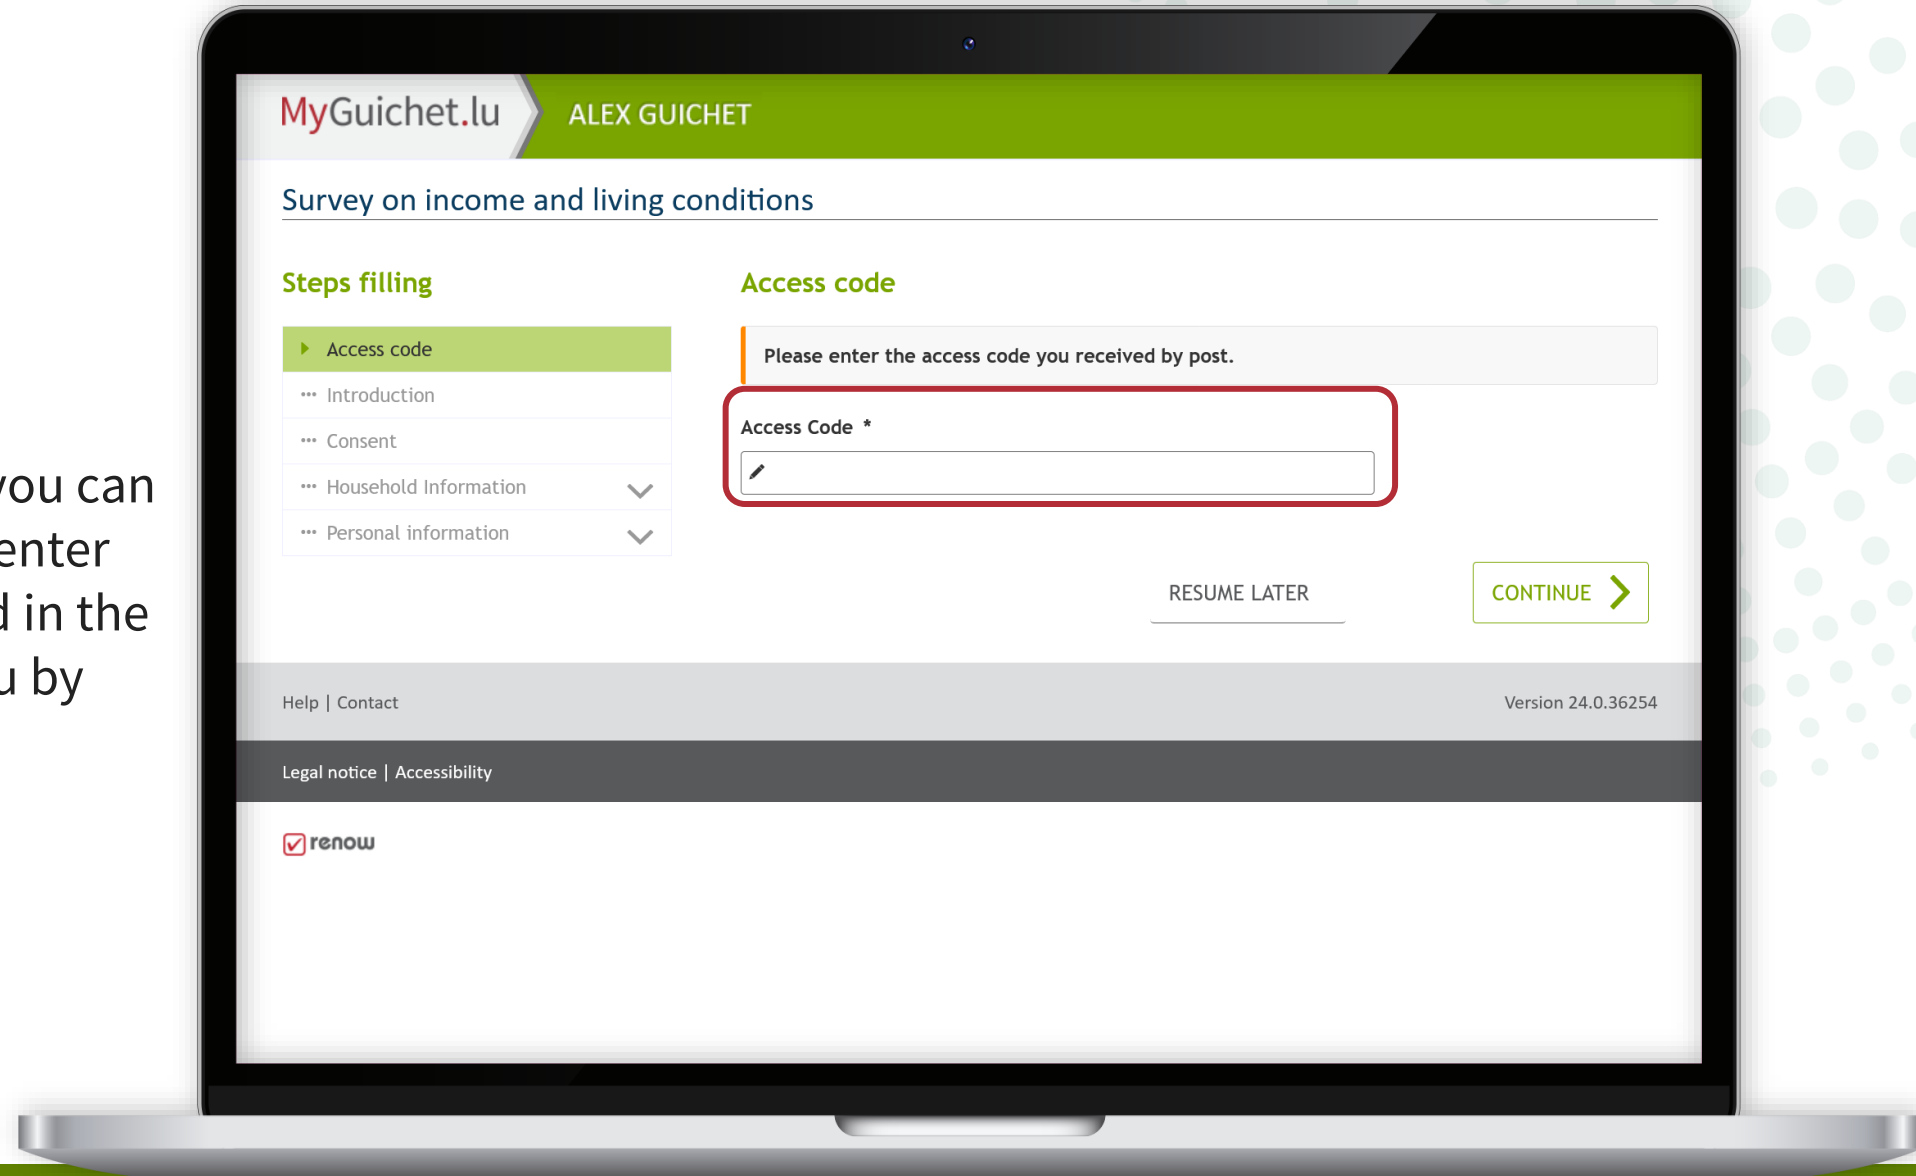 you can
enter
in the
by
MyGuichet.lu
ALEX GUICHET
Survey on income and living conditions
Steps filling
Access code
Introduction
Consent
Household Information
Personal information
Access code
Please enter the access code you received by post.
Access Code *
RESUME LATER
CONTINUE
Help | Contact
Version 24.0.36254
Legal notice | Accessibility
renow